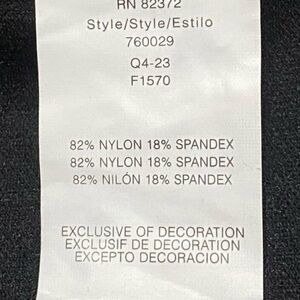 RN 82372
Style/Style/Estilo
760029
Q4-23
F1570
82% NYLON 18% SPANDEX
82% NYLON 18% SPANDEX
82% NILÓN 18% SPANDEX
EXCLUSIVE OF DECORATION
EXCLUSIF DE DECORATION
EXCEPTO DECORACION